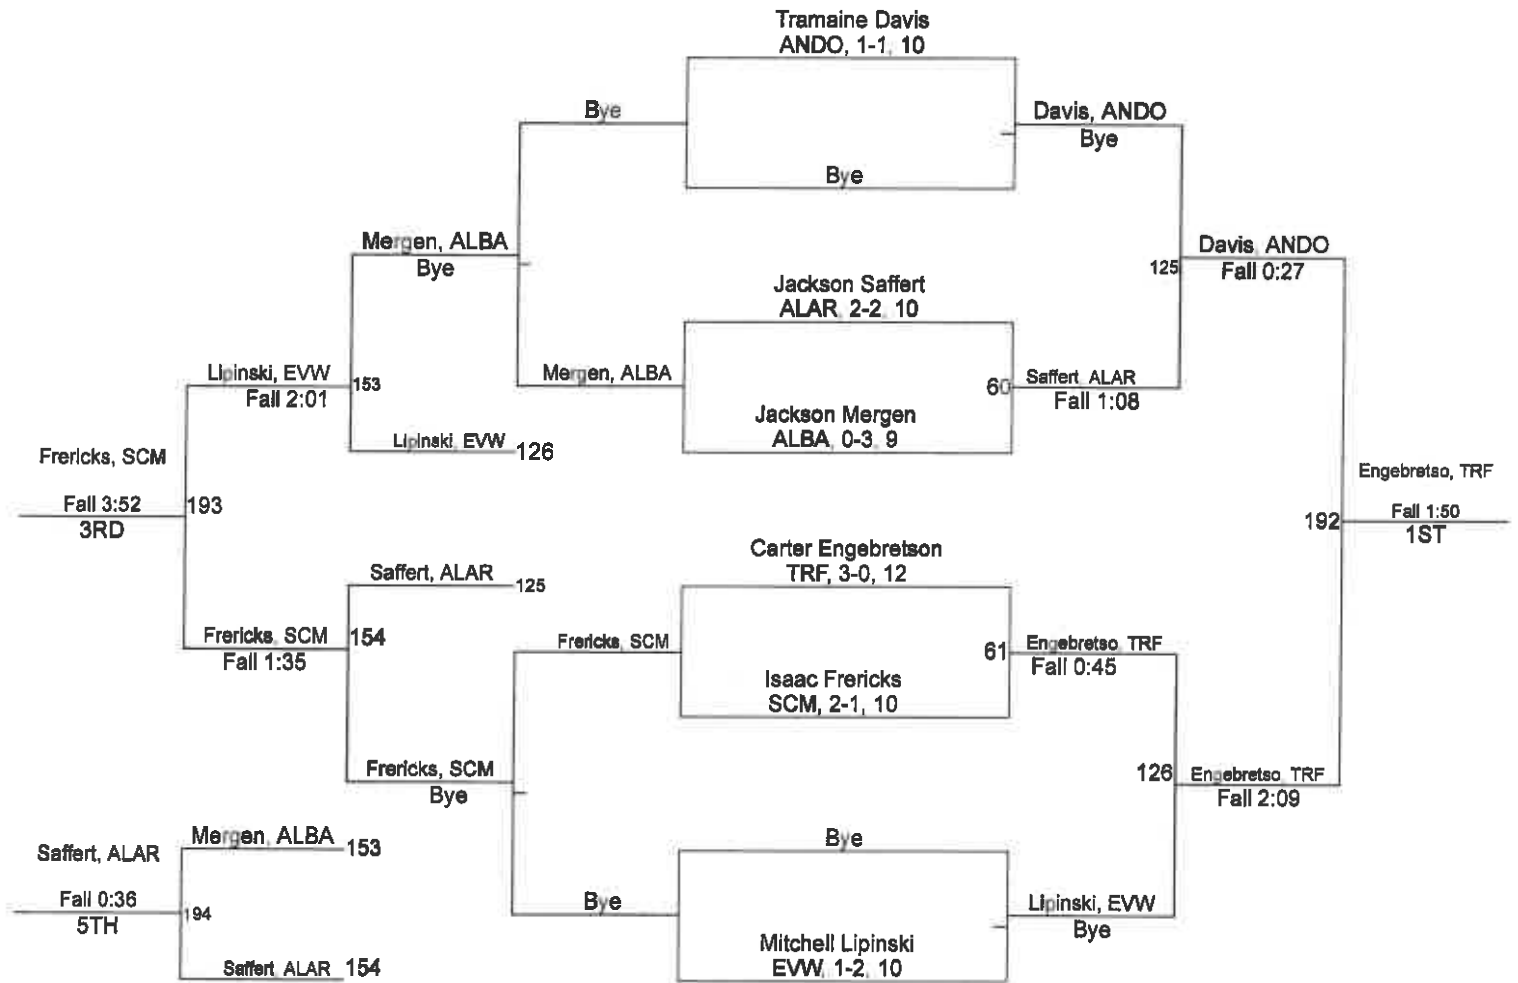 Tramaine Davis
ANDO, 1-1, 10
Bye
Davis, ANDO
Bye
Bye
Mergen, ALBA
Bye
Davis, ANDO
Fall 0:27
125
Jackson Saffert
ALAR, 2-2, 10
Lipinski, EVW
Fall 2:01
153
Mergen, ALBA
60
Saffert, ALAR
Fall 1:08
Jackson Mergen
ALBA, 0-3, 9
Lipinski, EVW
126
Frericks, SCM
Fall 3:52
3RD
193
Engebretso, TRF
Fall 1:50
1ST
192
Carter Engebretson
TRF, 3-0, 12
Saffert, ALAR
125
Frericks, SCM
Fall 1:35
154
Frericks, SCM
61
Engebretso, TRF
Fall 0:45
Isaac Frericks
SCM, 2-1, 10
Frericks, SCM
Bye
126
Engebretso, TRF
Fall 2:09
Mergen, ALBA
153
Bye
Saffert, ALAR
Fall 0:36
5TH
194
Bye
Lipinski, EVW
Bye
Mitchell Lipinski
EVW, 1-2, 10
Saffert, ALAR
154